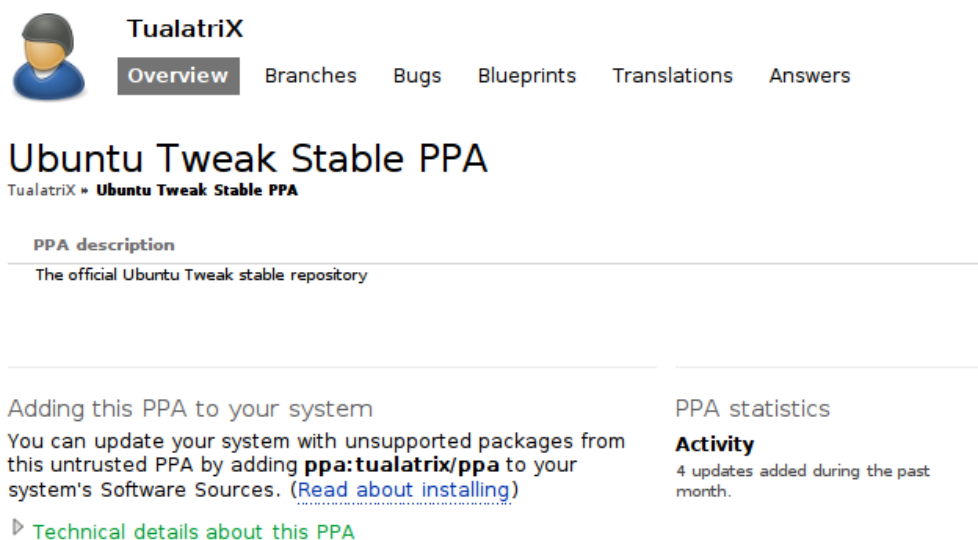 TualatriX
Overview Branches Bugs Blueprints Translations Answers
Ubuntu Tweak Stable PPA
TualatriX » Ubuntu Tweak Stable PPA
PPA description
The official Ubuntu Tweak stable repository
Adding this PPA to your system
You can update your system with unsupported packages from
this untrusted PPA by adding ppa:tualatrix/ppa to your
system's Software Sources. (Read about installing)
Technical details about this PPA
PPA statistics
Activity
4 updates added during the past
month.